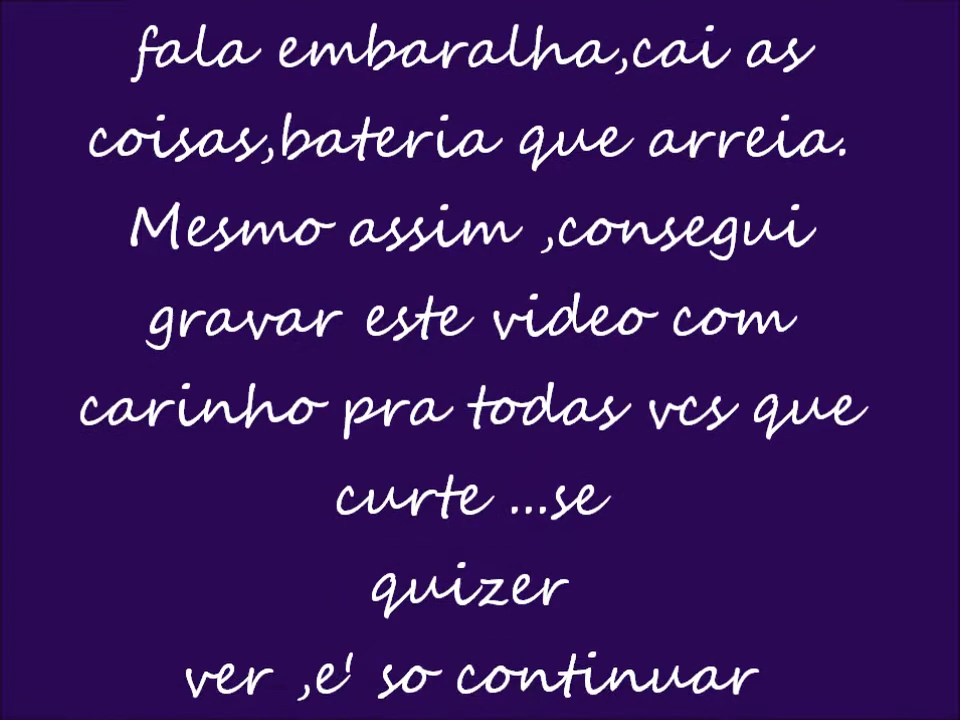 fala embaralha,cai as
coisas,bateria que arreia.
Mesmo assim ,consegui
gravar este video com
carinho pra todas vcs que
curte ...se
quizer
ver ,e' so continuar